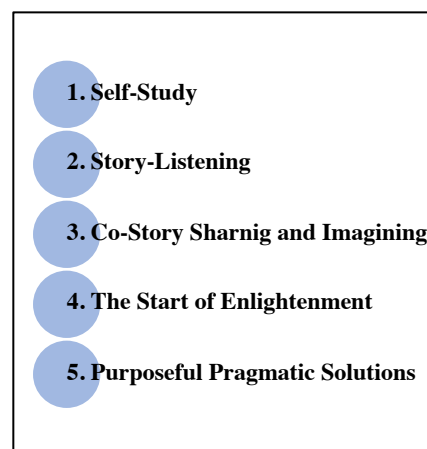 1. Self-Study
2. Story-Listening
3. Co-Story Sharnig and Imagining
4. The Start of Enlightenment
5. Purposeful Pragmatic Solutions